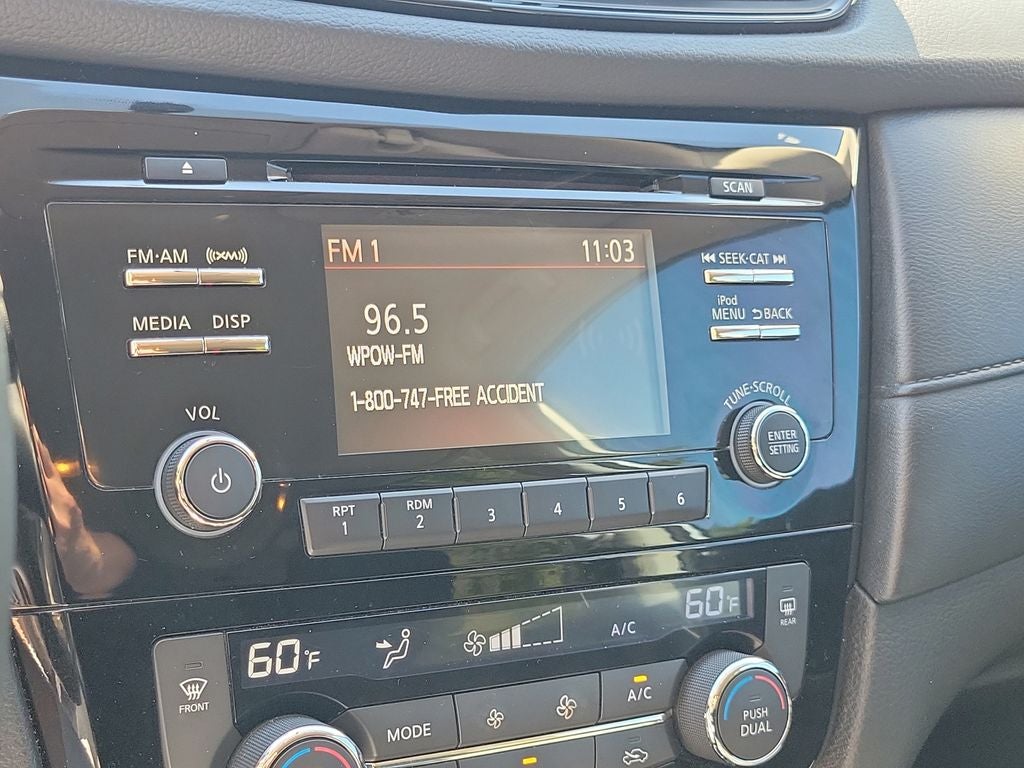 SCAN
FM·AM
((XM))
SEEK·CAT
FM 1
11:03
iPod
MENU
BACK
MEDIA
DISP
96.5
WPOW-FM
1-800-747-FREE ACCIDENT
VOL
TUNE·SCROLL
ENTER
SETTING
RPT
1
RDM
2
3
4
5
6
60°F
A/C
60°F
REAR
FRONT
MODE
A/C
PUSH
DUAL